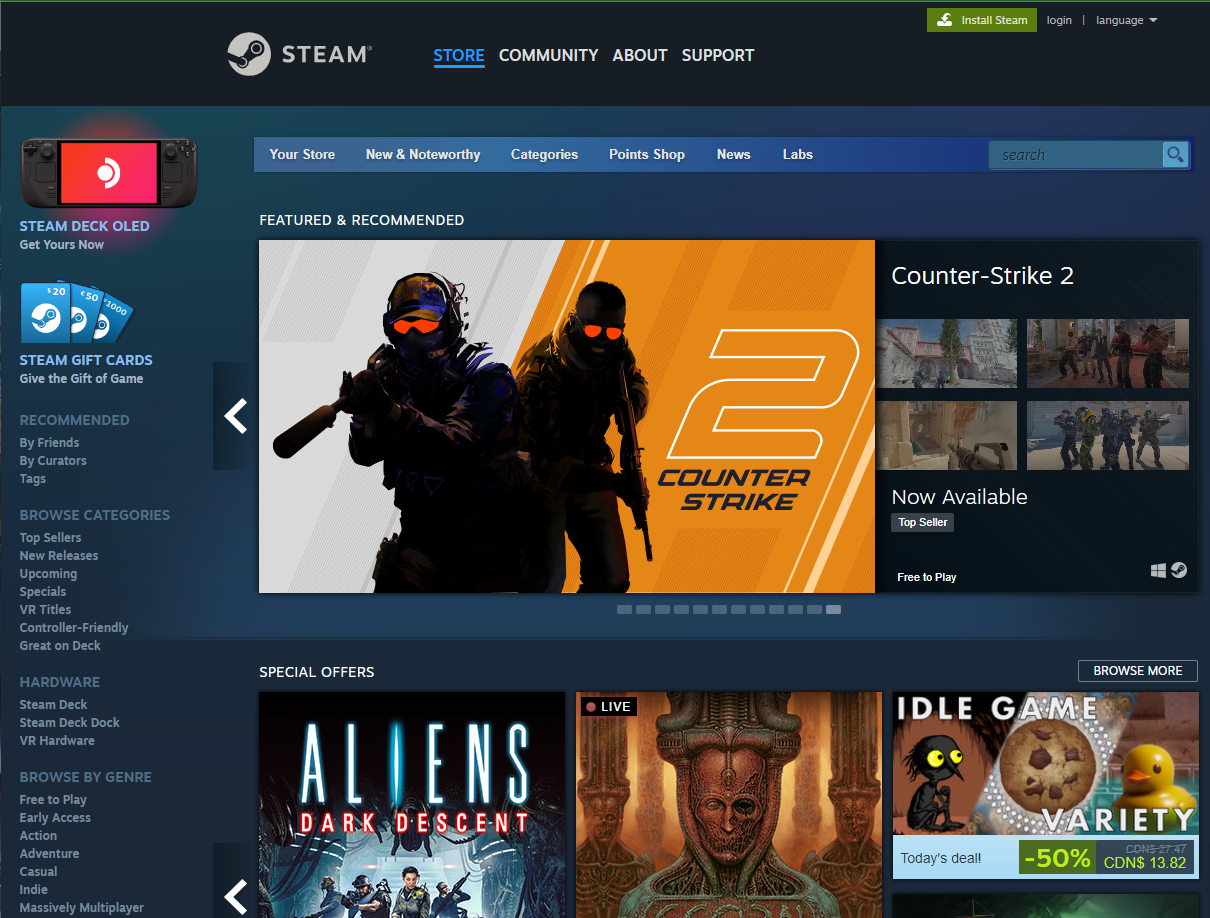 Install Steam
login | language
STEAM®
STORE COMMUNITY ABOUT SUPPORT
Your Store New & Noteworthy Categories Points Shop News Labs search
STEAM DECK OLED
Get Yours Now
$20 €50 ¥1000
STEAM GIFT CARDS
Give the Gift of Game
RECOMMENDED
By Friends
By Curators
Tags
BROWSE CATEGORIES
Top Sellers
New Releases
Upcoming
Specials
VR Titles
Controller-Friendly
Great on Deck
HARDWARE
Steam Deck
Steam Deck Dock
VR Hardware
BROWSE BY GENRE
Free to Play
Early Access
Action
Adventure
Casual
Indie
Massively Multiplayer
FEATURED & RECOMMENDED
2
COUNTER
STRIKE
Counter-Strike 2
Now Available
Top Seller
Free to Play
SPECIAL OFFERS
BROWSE MORE
ALIENS
DARK DESCENT
LIVE
IDLE GAME
VARIETY
Today's deal! -50% CDN$ 27.47
CDN$ 13.82